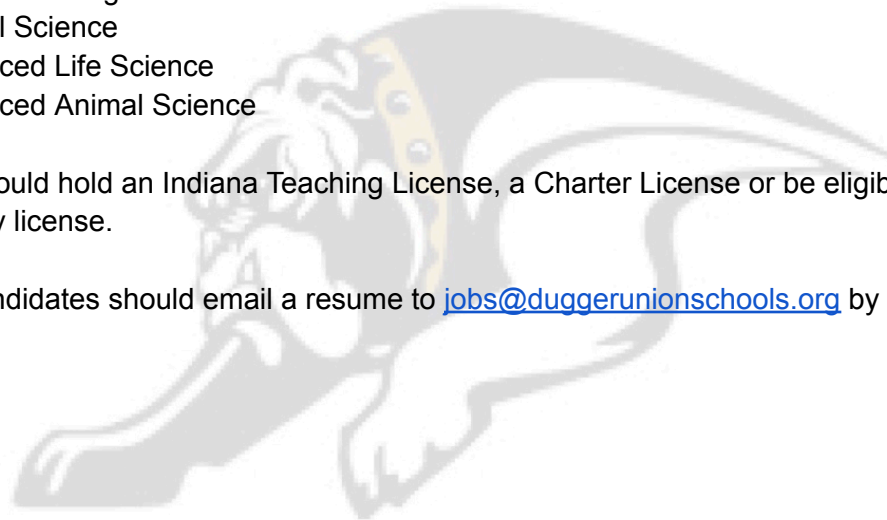 l Science
ced Life Science
ced Animal Science
ould hold an Indiana Teaching License, a Charter License or be eligib
y license.
ndidates should email a resume to jobs@duggerunionschools.org by